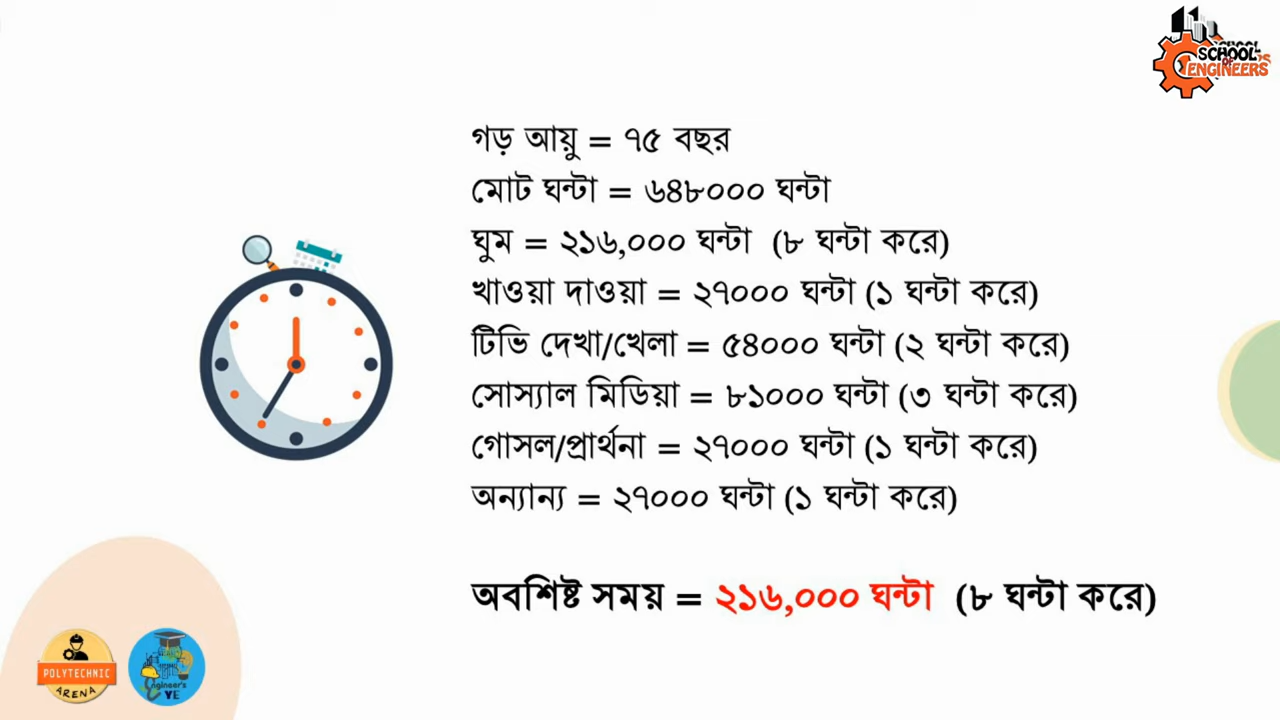 SCHOOL
OF
ENGINEERS
গড় আয়ু = ৭৫ বছর
মোট ঘন্টা = ৬৪৮০০০ ঘন্টা
ঘুম = ২১৬,০০০ ঘন্টা (৮ ঘন্টা করে)
খাওয়া দাওয়া = ২৭০০০ ঘন্টা (১ ঘন্টা করে)
টিভি দেখা/খেলা = ৫৪০০০ ঘন্টা (২ ঘন্টা করে)
সোস্যাল মিডিয়া = ৮১০০০ ঘন্টা (৩ ঘন্টা করে)
গোসল/প্রার্থনা = ২৭০০০ ঘন্টা (১ ঘন্টা করে)
অন্যান্য = ২৭০০০ ঘন্টা (১ ঘন্টা করে)
অবশিষ্ট সময় = ২১৬,০০০ ঘন্টা (৮ ঘন্টা করে)
POLYTECHNIC
ARENA
Engineer's
EYE